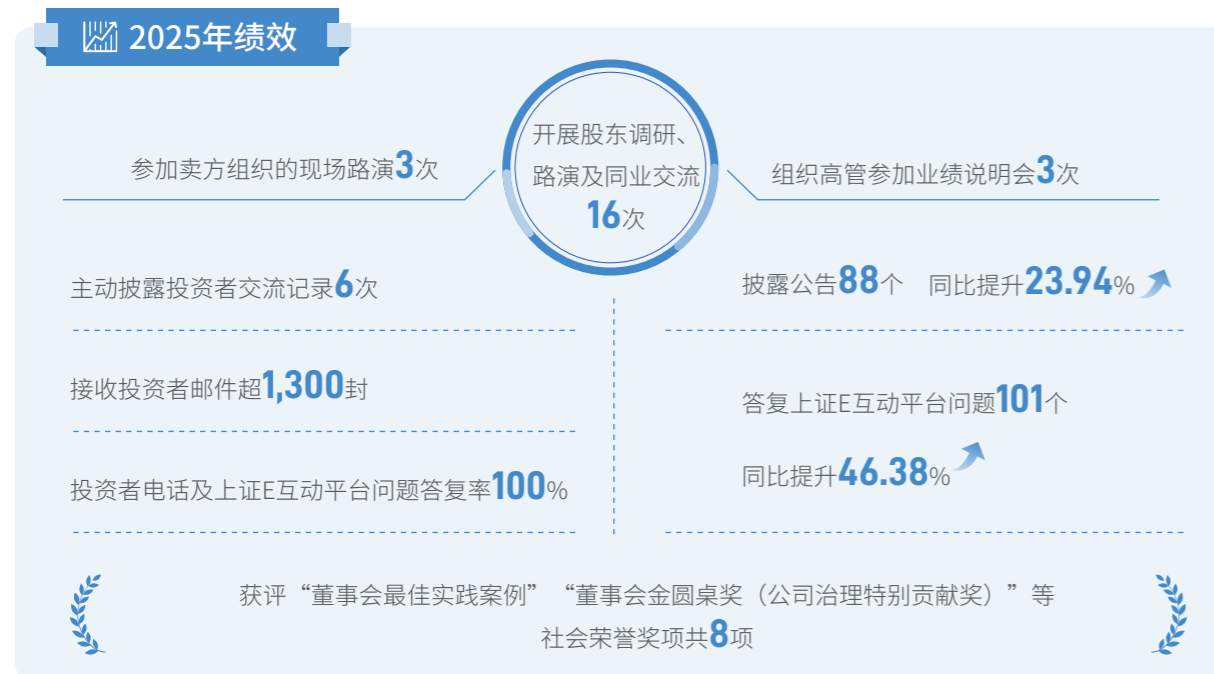 2025年绩效
开展股东调研、
路演及同业交流
16次
参加卖方组织的现场路演3次
组织高管参加业绩说明会3次
主动披露投资者交流记录6次
接收投资者邮件超1,300封
投资者电话及上证E互动平台问题答复率100%
披露公告88个 同比提升23.94%
答复上证E互动平台问题101个
同比提升46.38%
获评“董事会最佳实践案例”“董事会金圆桌奖（公司治理特别贡献奖）”等
社会荣誉奖项共8项